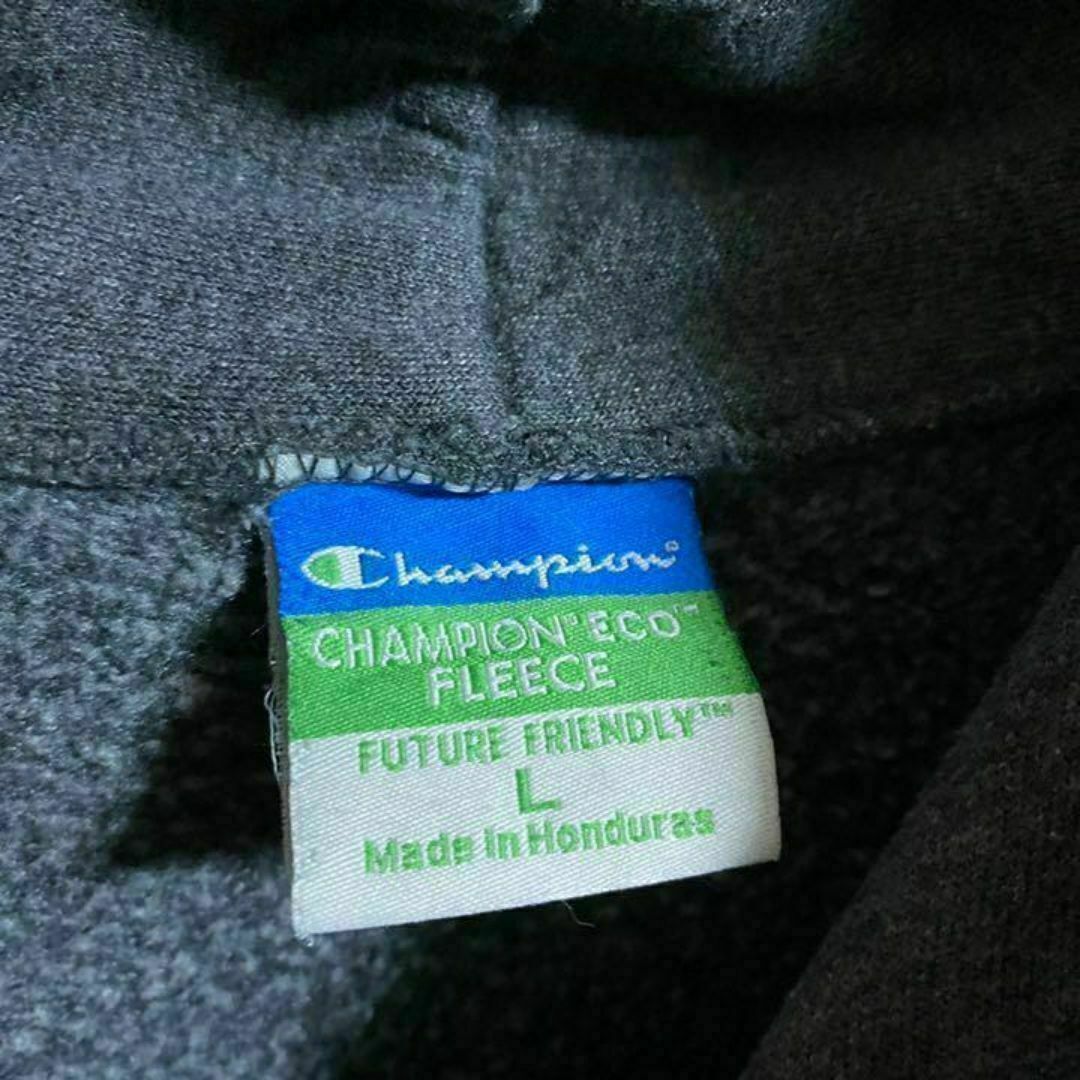 Champion®
CHAMPION® ECO™
FLEECE
FUTURE FRIENDLY™
L
Made in Honduras